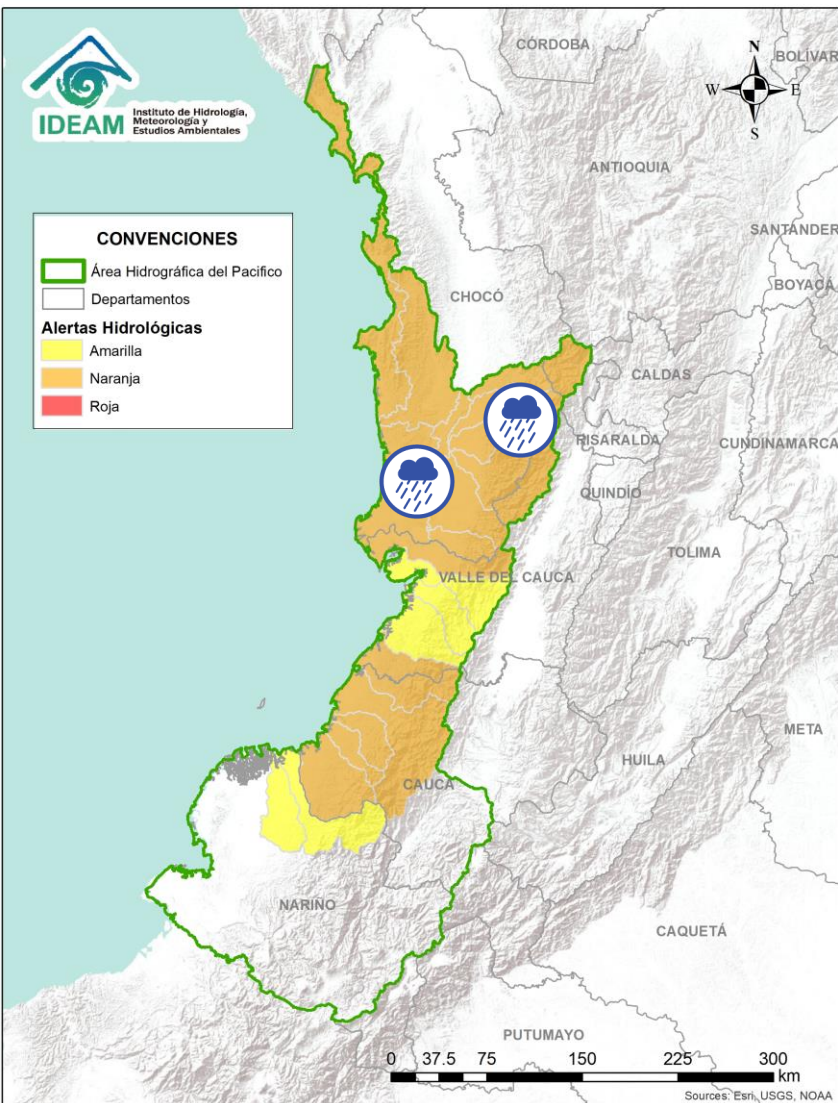 IDEAM
Instituto de Hidrología,
Meteorología y
Estudios Ambientales
CONVENCIONES
Área Hidrográfica del Pacifico
Departamentos
Alertas Hidrológicas
Amarilla
Naranja
Roja
N
W E
S
CÓRDOBA
BOLÍVAR
ANTIOQUIA
SANTANDER
BOYACÁ
CHOCÓ
CALDAS
RISARALDA
CUNDINAMARCA
QUINDÍO
TOLIMA
VALLE DEL CAUCA
META
HUILA
CAUCA
NARIÑO
CAQUETÁ
PUTUMAYO
0 37.5 75 150 225 300
km
Sources: Esri, USGS, NOAA